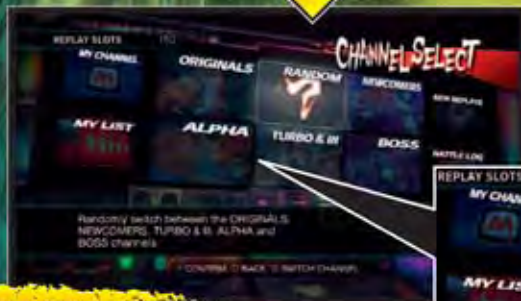 REPLAY SLOTS 150
CHANNEL SELECT
MY CHANNEL
ORIGINALS
RANDOM
NEWCOMERS
NEW REPLAYS
MY LIST
ALPHA
TURBO & III
BOSS
BATTLE LOG
Randomly switch between the ORIGINALS,
NEWCOMERS, TURBO & III, ALPHA and
BOSS channels
CONFIRM BACK SWITCH CHANNEL
REPLAY SLOTS
MY CHAN
MY LIS